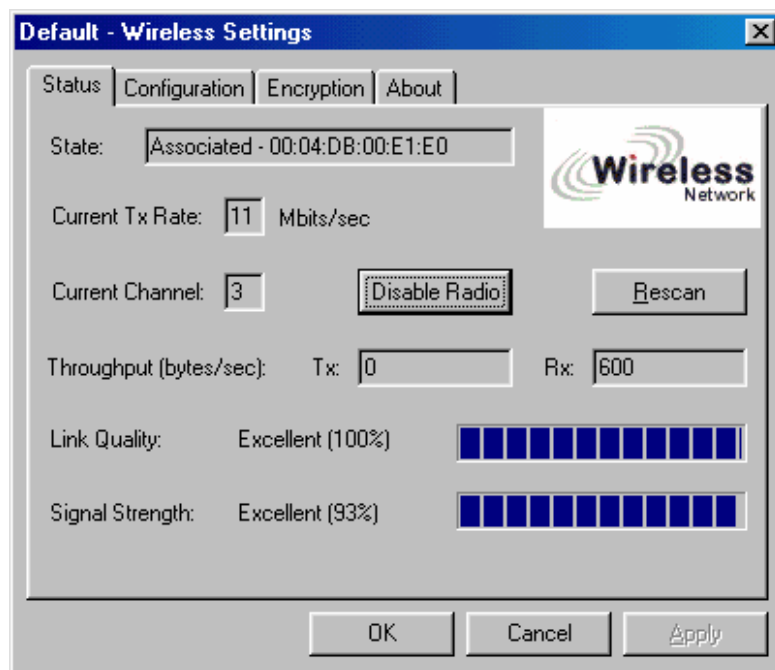 Default - Wireless Settings
Status Configuration Encryption About
State: Associated - 00:04:DB:00:E1:E0
Wireless
Network
Current Tx Rate: 11 Mbits/sec
Current Channel: 3 Disable Radio Rescan
Throughput (bytes/sec): Tx: 0 Rx: 600
Link Quality: Excellent (100%)
Signal Strength: Excellent (93%)
OK Cancel Apply